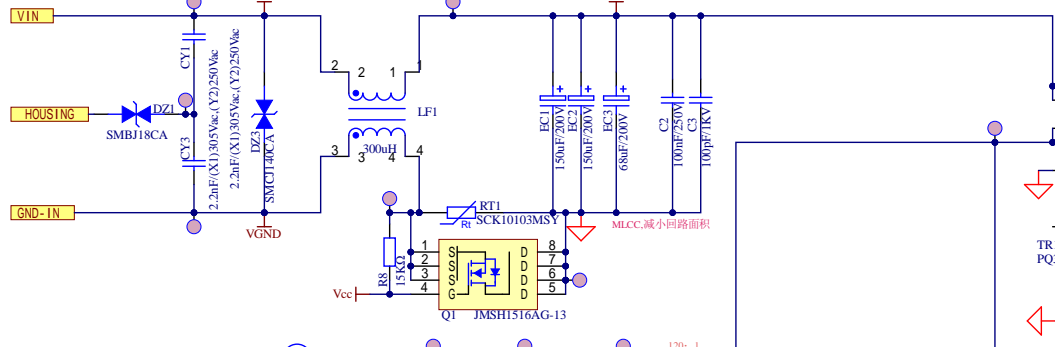 VIN
CY1
2.2nF/(X1)305Vac,(Y2)250Vac
2.2nF/(X1)305Vac,(Y2)250Vac
2
2
1
1
LF1
HOUSING
DZ1
SMBJ18CA
CY3
DZ3
SMCJ140CA
300uH
3
3
4
4
EC1
150uF/200V
EC2
150uF/200V
EC3
68uF/200V
C2
100nF/250V
C3
100pF/1KV
GND-IN
VGND
RT1
Rt
SCK10103MSY
MLCC,减小回路面积
R8
15KΩ
Vcc
1 S D 8
2 S D 7
3 S D 6
4 G D 5
Q1
JMSH1516AG-13
TR